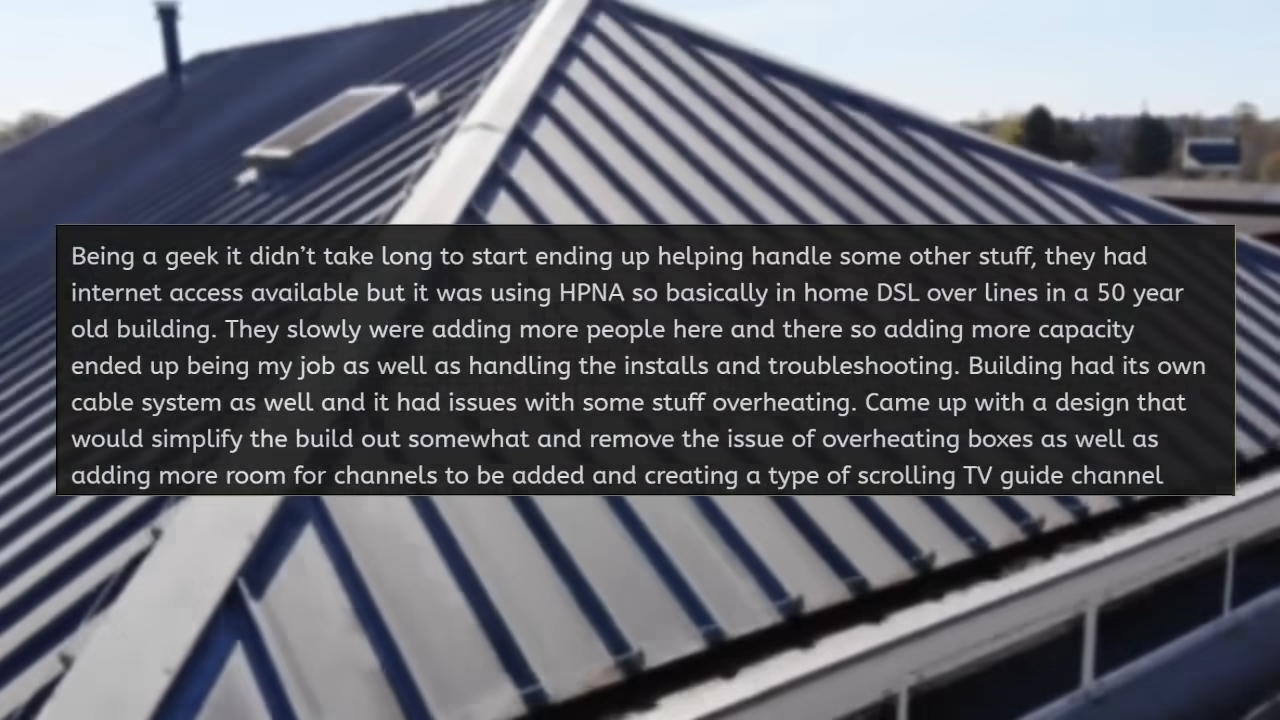 Being a geek it didn’t take long to start ending up helping handle some other stuff, they had
internet access available but it was using HPNA so basically in home DSL over lines in a 50 year
old building. They slowly were adding more people here and there so adding more capacity
ended up being my job as well as handling the installs and troubleshooting. Building had its own
cable system as well and it had issues with some stuff overheating. Came up with a design that
would simplify the build out somewhat and remove the issue of overheating boxes as well as
adding more room for channels to be added and creating a type of scrolling TV guide channel